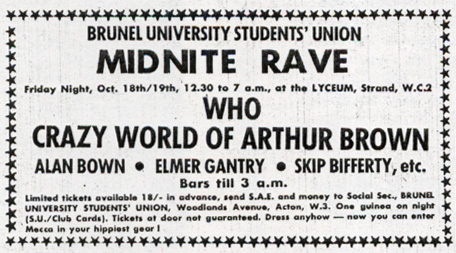 BRUNEL UNIVERSITY STUDENTS' UNION
MIDNITE RAVE
Friday Night, Oct. 18th/19th, 12.30 to 7 a.m., at the LYCEUM, Strand, W.C.2
WHO
CRAZY WORLD OF ARTHUR BROWN
ALAN BOWN • ELMER GANTRY • SKIP BIFFERTY, etc.
Bars till 3 a.m.
Limited tickets available 18/- in advance, send S.A.E. and money to Social Sec., BRUNEL
UNIVERSITY STUDENTS' UNION, Woodlands Avenue, Acton, W.3. One guinea on night
(S.U./Club Cards). Tickets at door not guaranteed. Dress anyhow — now you can enter
Mecca in your hippiest gear !